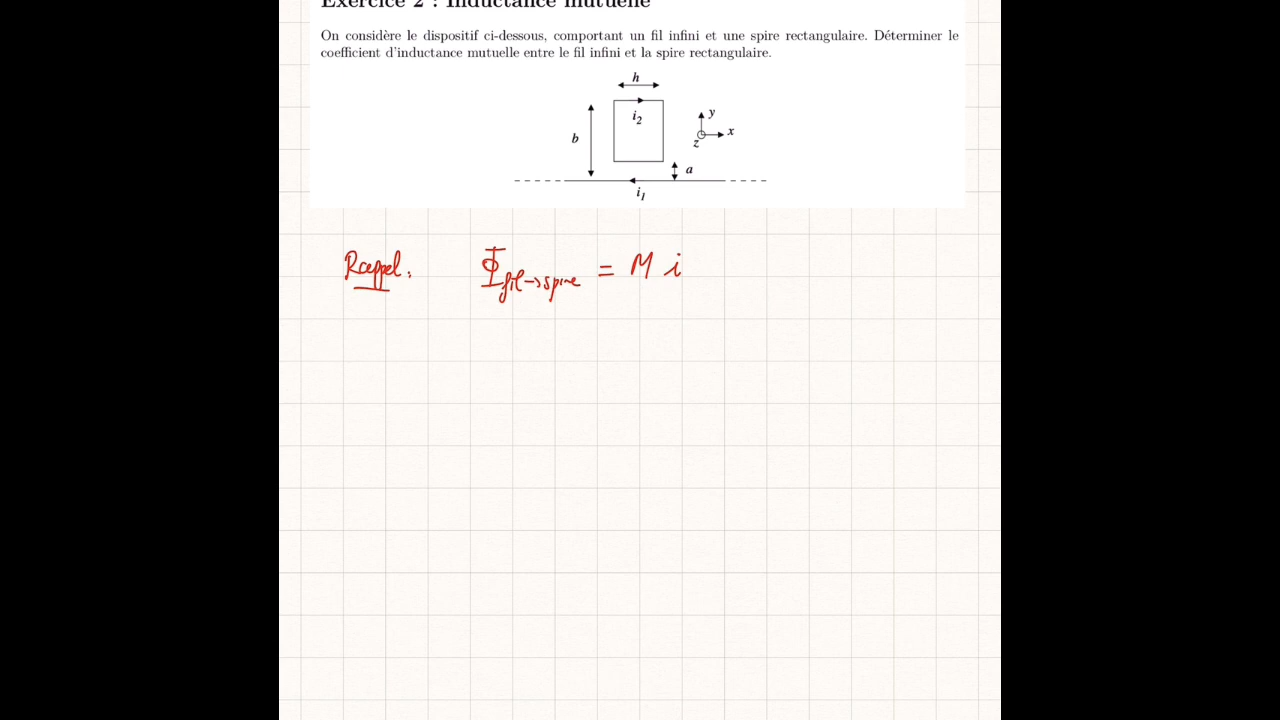 Exercice 2 : Inductance mutuelle
On considère le dispositif ci-dessous, comportant un fil infini et une spire rectangulaire. Déterminer le
coefficient d'inductance mutuelle entre le fil infini et la spire rectangulaire.
h
i2
b
y
x
z
a
i1
Rappel. Φfil→spire = M i